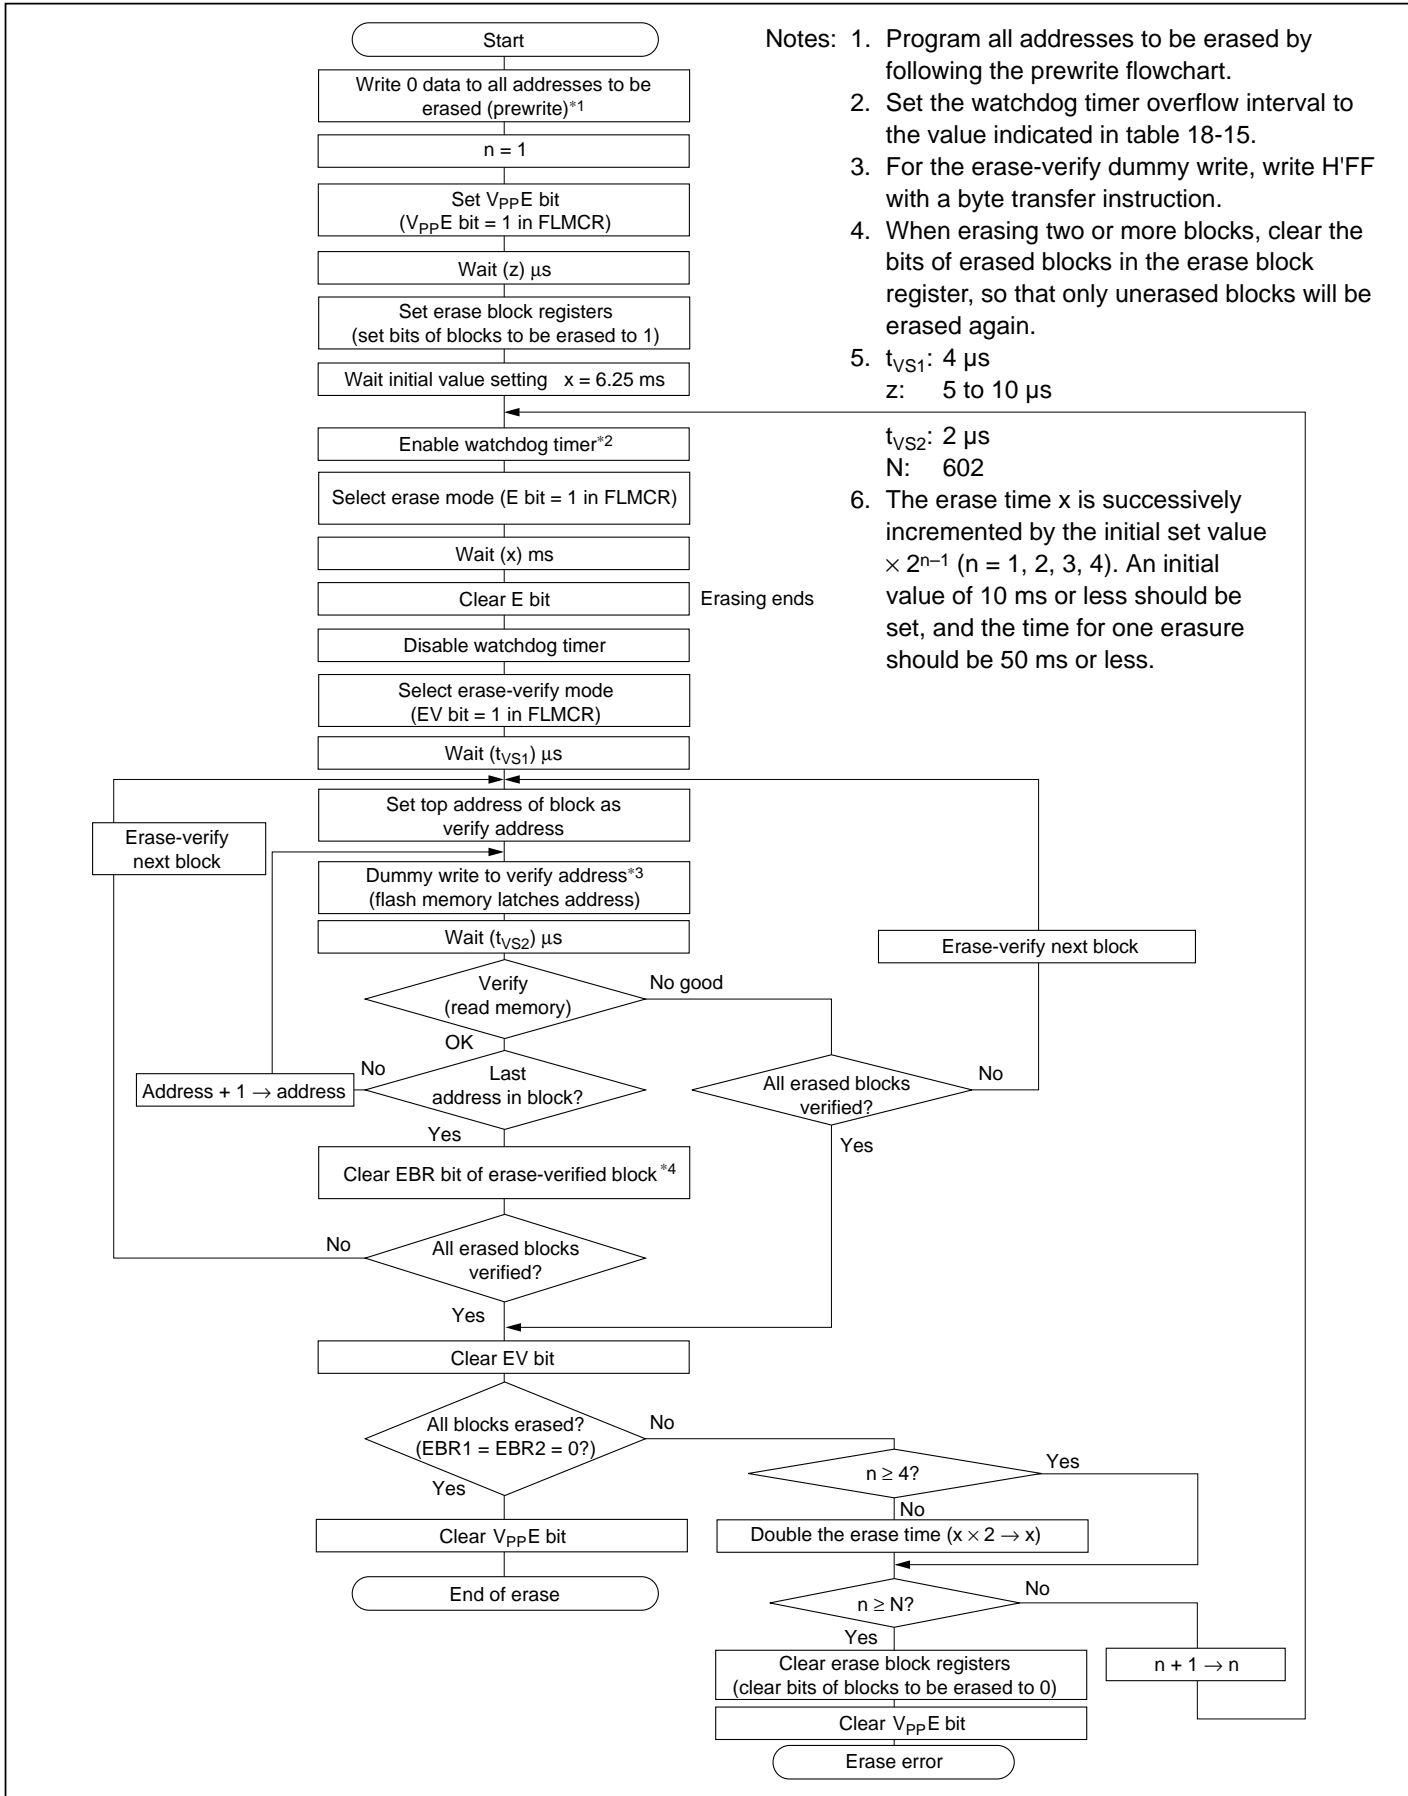 Start
Write 0 data to all addresses to be
erased (prewrite)*1
n = 1
Set VPPE bit
(VPPE bit = 1 in FLMCR)
Wait (z) μs
Set erase block registers
(set bits of blocks to be erased to 1)
Wait initial value setting x = 6.25 ms
Enable watchdog timer*2
Select erase mode (E bit = 1 in FLMCR)
Wait (x) ms
Clear E bit
Erasing ends
Disable watchdog timer
Select erase-verify mode
(EV bit = 1 in FLMCR)
Wait (tVS1) μs
Set top address of block as
verify address
Erase-verify
next block
Dummy write to verify address*3
(flash memory latches address)
Wait (tVS2) μs
Erase-verify next block
Verify
(read memory)
No good
OK
No
Last
address in block?
Address + 1 → address
All erased blocks
verified?
No
Yes
Yes
Clear EBR bit of erase-verified block*4
No
All erased blocks
verified?
Yes
Clear EV bit
All blocks erased?
(EBR1 = EBR2 = 0?)
No
Yes
n ≥ 4?
Yes
No
Clear VPPE bit
Double the erase time (x × 2 → x)
End of erase
n ≥ N?
No
Yes
Clear erase block registers
(clear bits of blocks to be erased to 0)
n + 1 → n
Clear VPPE bit
Erase error
Notes: 1. Program all addresses to be erased by
following the prewrite flowchart.
2. Set the watchdog timer overflow interval to
the value indicated in table 18-15.
3. For the erase-verify dummy write, write H'FF
with a byte transfer instruction.
4. When erasing two or more blocks, clear the
bits of erased blocks in the erase block
register, so that only unerased blocks will be
erased again.
5. tVS1: 4 μs
z: 5 to 10 μs
tVS2: 2 μs
N: 602
6. The erase time x is successively
incremented by the initial set value
× 2n–1 (n = 1, 2, 3, 4). An initial
value of 10 ms or less should be
set, and the time for one erasure
should be 50 ms or less.